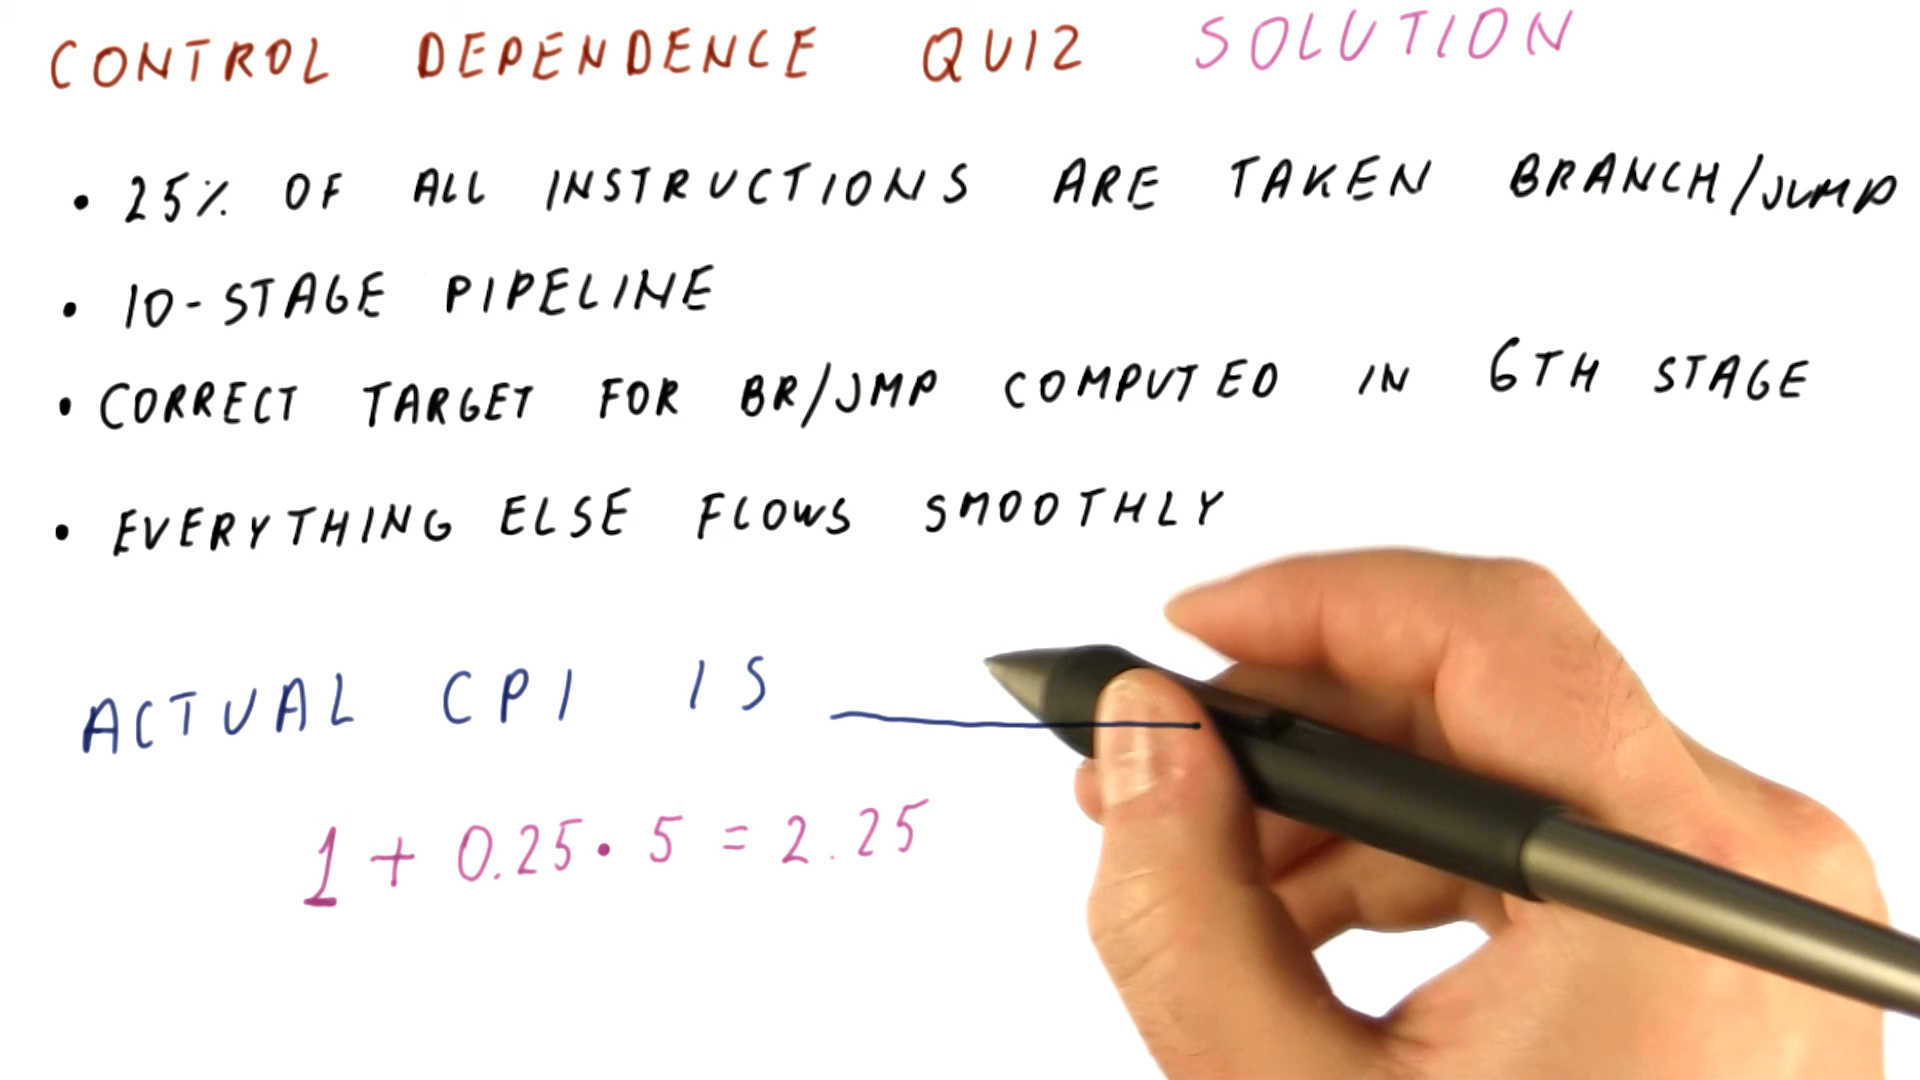 CONTROL DEPENDENCE QUIZ SOLUTION
• 25% OF ALL INSTRUCTIONS ARE TAKEN BRANCH/JUMP
• 10-STAGE PIPELINE
• CORRECT TARGET FOR BR/JMP COMPUTED IN 6TH STAGE
• EVERYTHING ELSE FLOWS SMOOTHLY
ACTUAL CPI IS ______
1 + 0.25 • 5 = 2.25